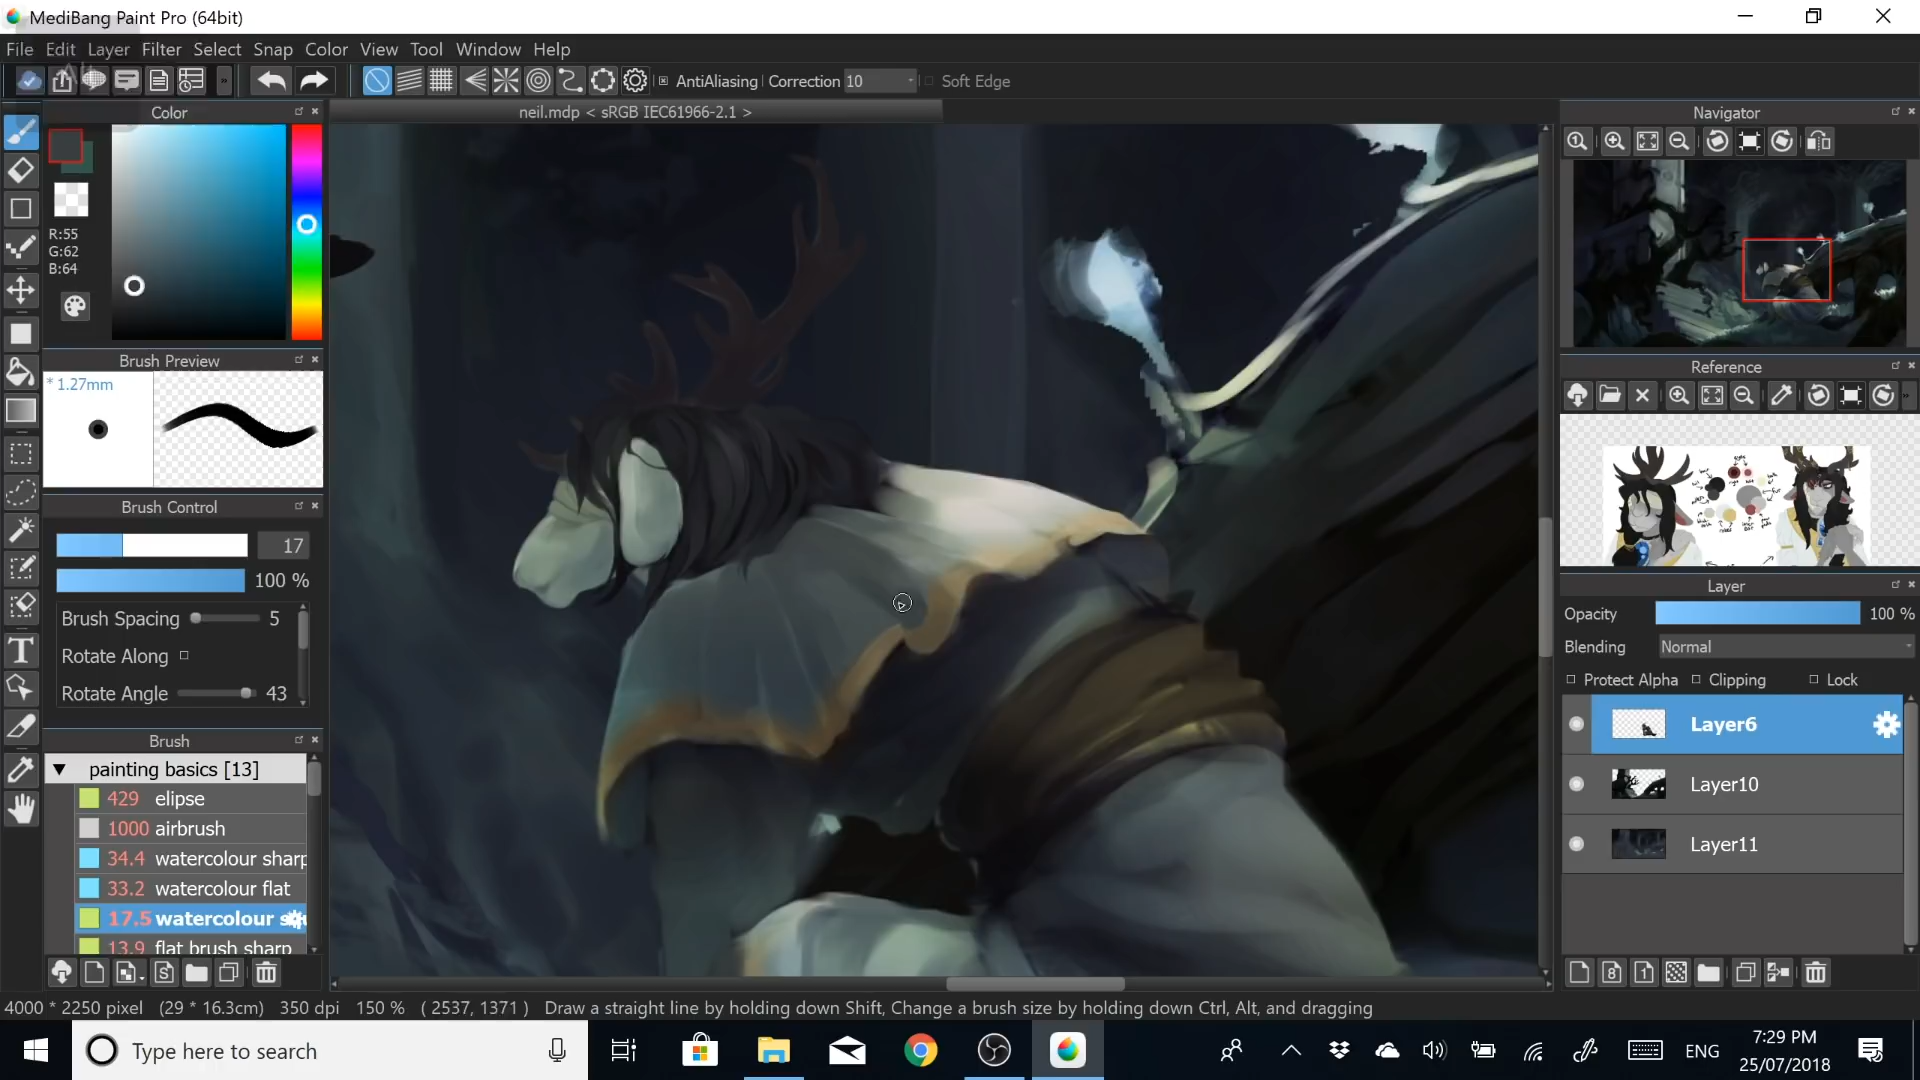 MediBang Paint Pro (64bit)
File Edit Layer Filter Select Snap Color View Tool Window Help
Alt
AntiAliasing Correction 10 Soft Edge
Color
neil.mdp < sRGB IEC61966-2.1 >
Navigator
R:55
G:62
B:64
Brush Preview
* 1.27mm
Reference
Brush Control
17
100 %
Brush Spacing 5
Rotate Along
Rotate Angle 43
Layer
Opacity 100 %
Blending Normal
Protect Alpha Clipping Lock
Layer6
Layer10
Layer11
Brush
painting basics [13]
429 elipse
1000 airbrush
34.4 watercolour sharp
33.2 watercolour flat
17.5 watercolour
13.9 flat brush sharp
4000 * 2250 pixel (29 * 16.3cm) 350 dpi 150 % ( 2537, 1371 ) Draw a straight line by holding down Shift, Change a brush size by holding down Ctrl, Alt, and dragging
Type here to search
ENG
7:29 PM
25/07/2018